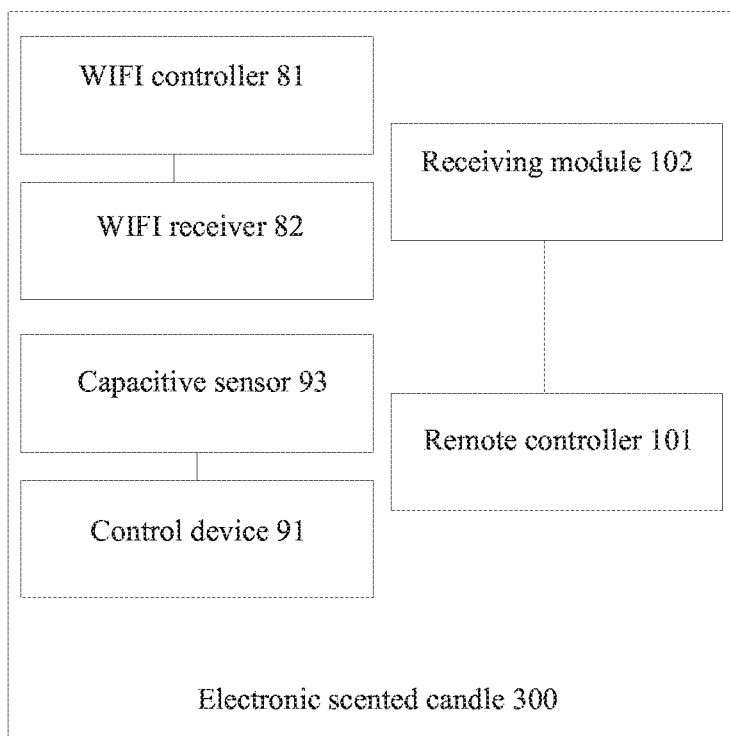 WIFI controller 81
WIFI receiver 82
Capacitive sensor 93
Control device 91
Receiving module 102
Remote controller 101
Electronic scented candle 300